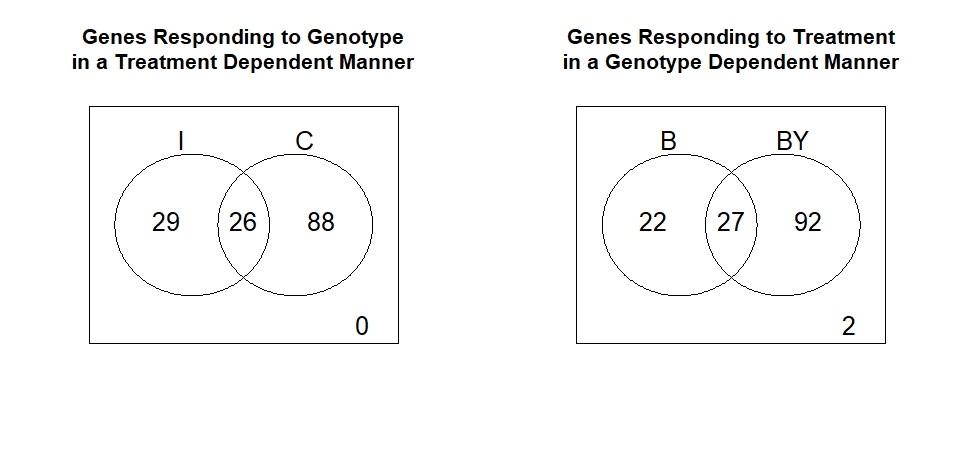 Genes Responding to Genotype
in a Treatment Dependent Manner
I C
29 26 88
0
Genes Responding to Treatment
in a Genotype Dependent Manner
B BY
22 27 92
2